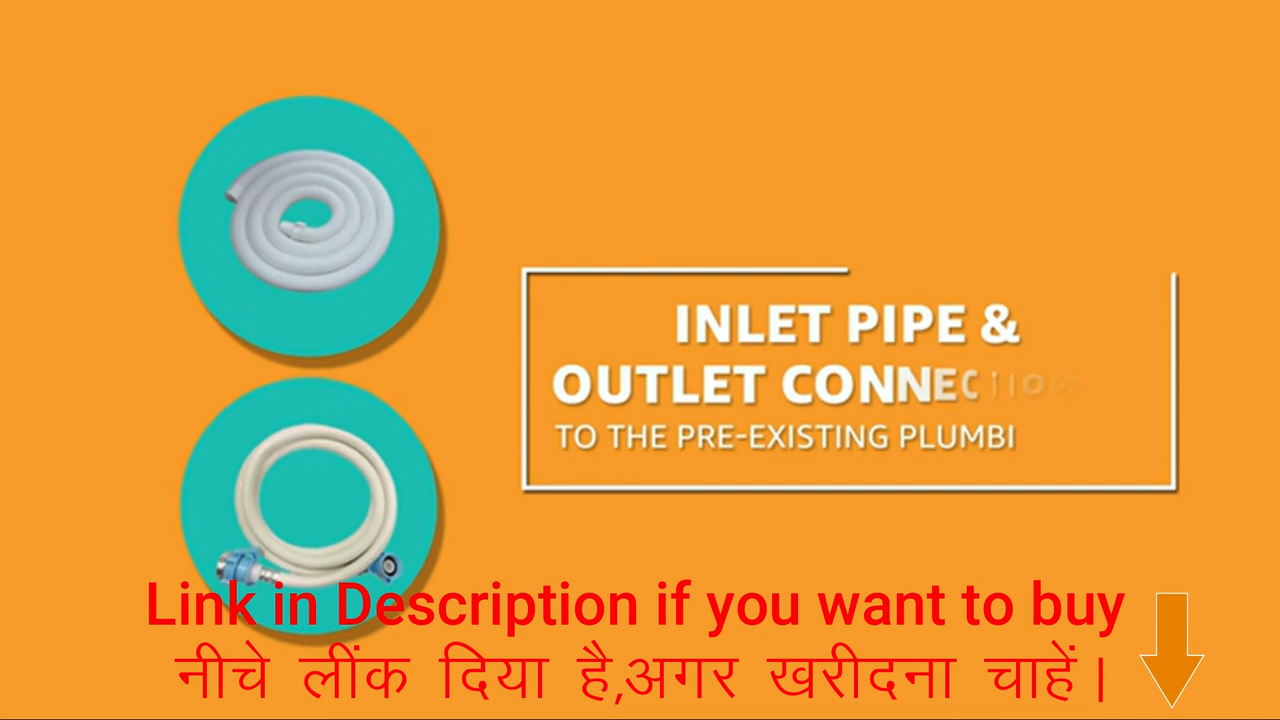 INLET PIPE &
OUTLET CONNEC
TO THE PRE-EXISTING PLUMBI
Link in Description if you want to buy
नीचे लींक दिया है,अगर खरीदना चाहें |